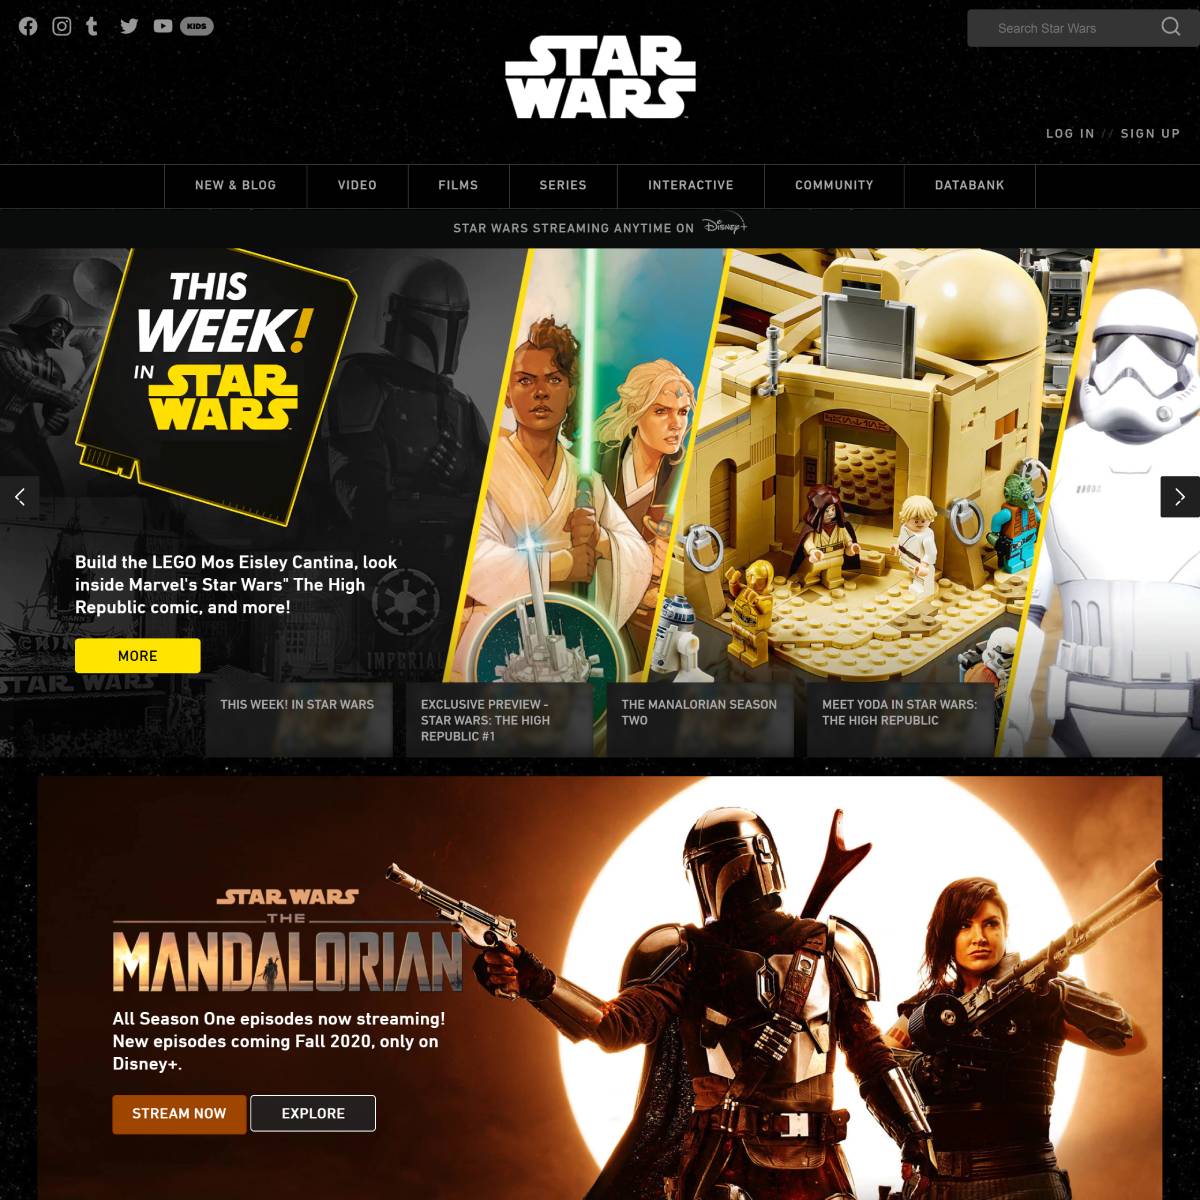 KIDS
Search Star Wars
STAR
WARS
LOG IN // SIGN UP
NEW & BLOG
VIDEO
FILMS
SERIES
INTERACTIVE
COMMUNITY
DATABANK
STAR WARS STREAMING ANYTIME ON Disney+
THIS
WEEK!
IN STAR
WARS
Build the LEGO Mos Eisley Cantina, look
inside Marvel's Star Wars" The High
Republic comic, and more!
MORE
IMPERIAL
STAR WARS
THIS WEEK! IN STAR WARS
EXCLUSIVE PREVIEW -
STAR WARS: THE HIGH
REPUBLIC #1
THE MANALORIAN SEASON
TWO
MEET YODA IN STAR WARS:
THE HIGH REPUBLIC
STAR WARS
THE
MANDALORIAN
All Season One episodes now streaming!
New episodes coming Fall 2020, only on
Disney+.
STREAM NOW
EXPLORE